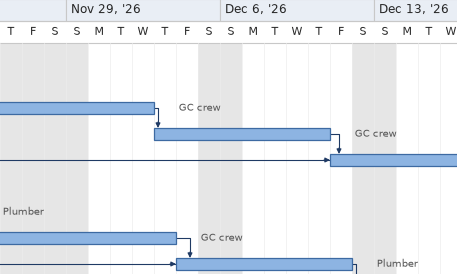 Nov 29, '26 Dec 6, '26 Dec 13, '26
T F S S M T W T F S S M T W T F S S M T W
GC crew
GC crew
Plumber
GC crew
Plumber